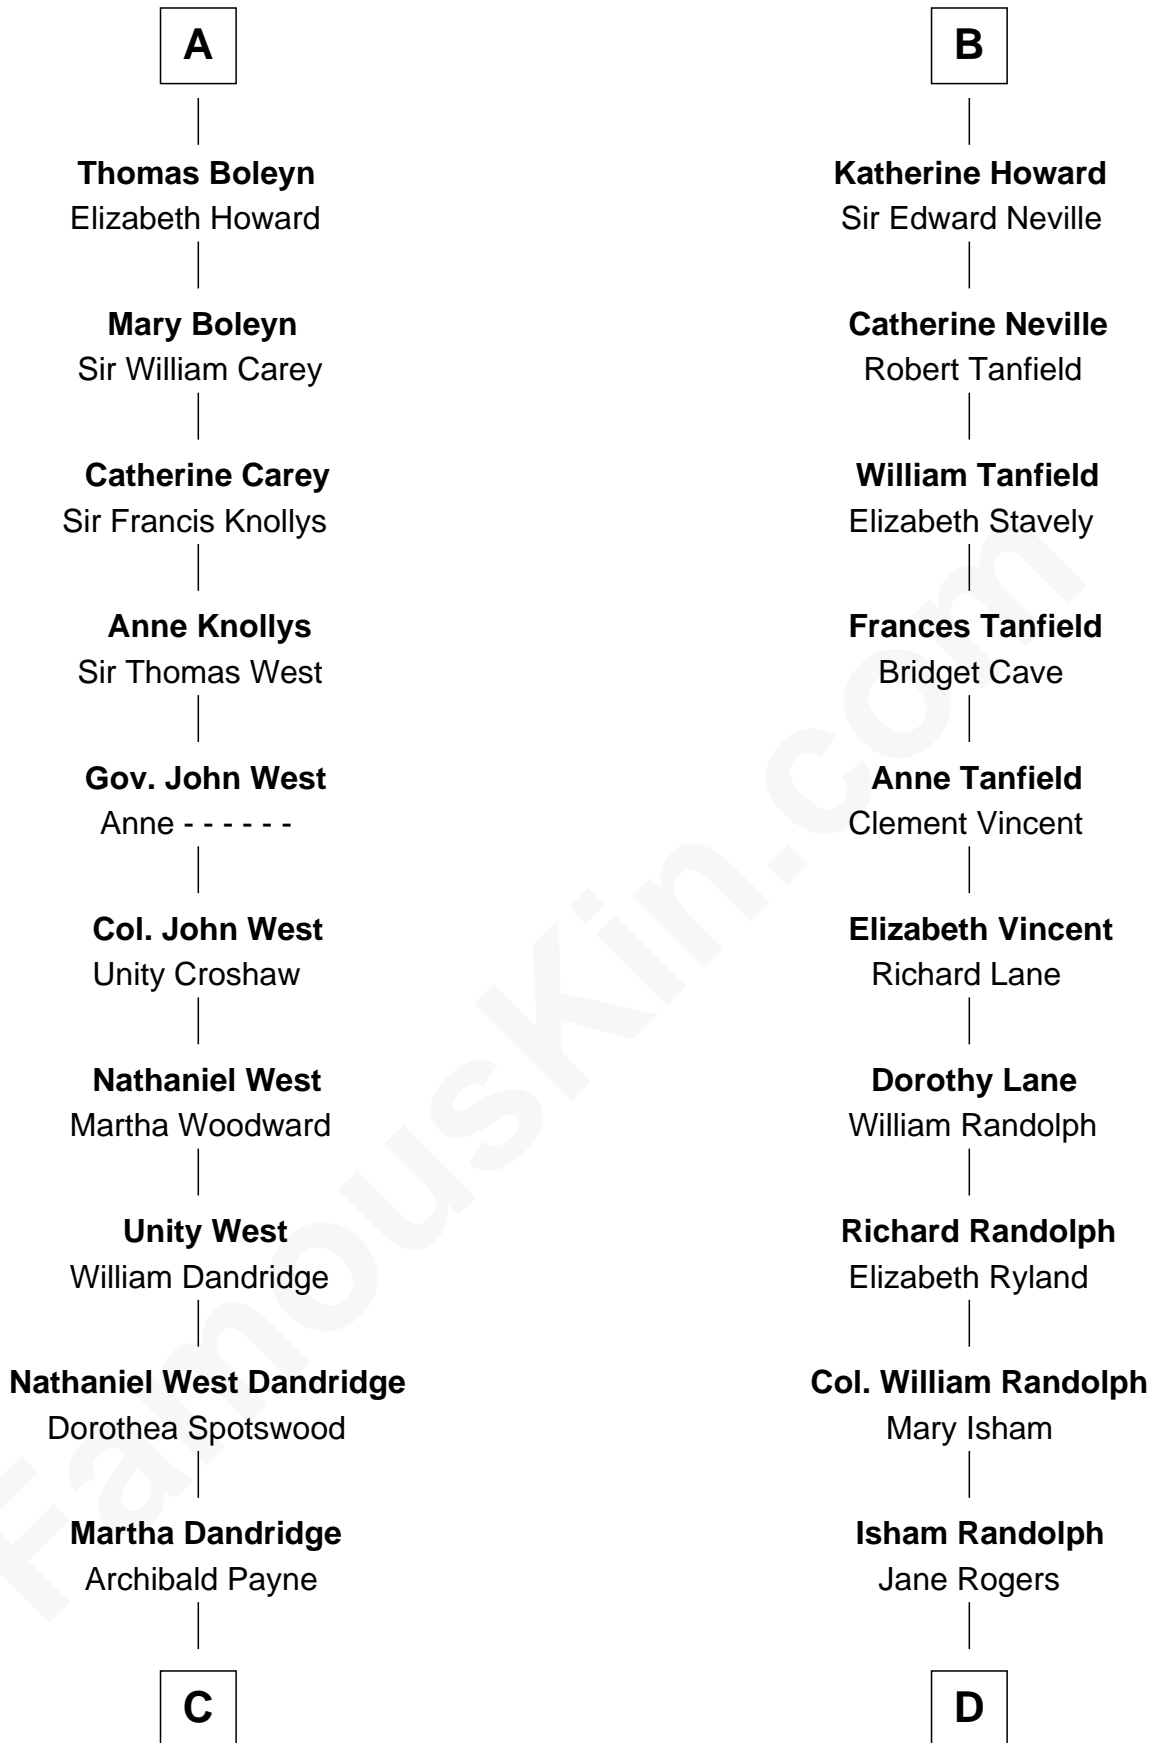 A
Thomas Boleyn
Elizabeth Howard
Mary Boleyn
Sir William Carey
Catherine Carey
Sir Francis Knollys
Anne Knollys
Sir Thomas West
Gov. John West
Anne - - - - - -
Col. John West
Unity Croshaw
Nathaniel West
Martha Woodward
Unity West
William Dandridge
Nathaniel West Dandridge
Dorothea Spotswood
Martha Dandridge
Archibald Payne
C
B
Katherine Howard
Sir Edward Neville
Catherine Neville
Robert Tanfield
William Tanfield
Elizabeth Stavely
Frances Tanfield
Bridget Cave
Anne Tanfield
Clement Vincent
Elizabeth Vincent
Richard Lane
Dorothy Lane
William Randolph
Richard Randolph
Elizabeth Ryland
Col. William Randolph
Mary Isham
Isham Randolph
Jane Rogers
D
FamousKin.com